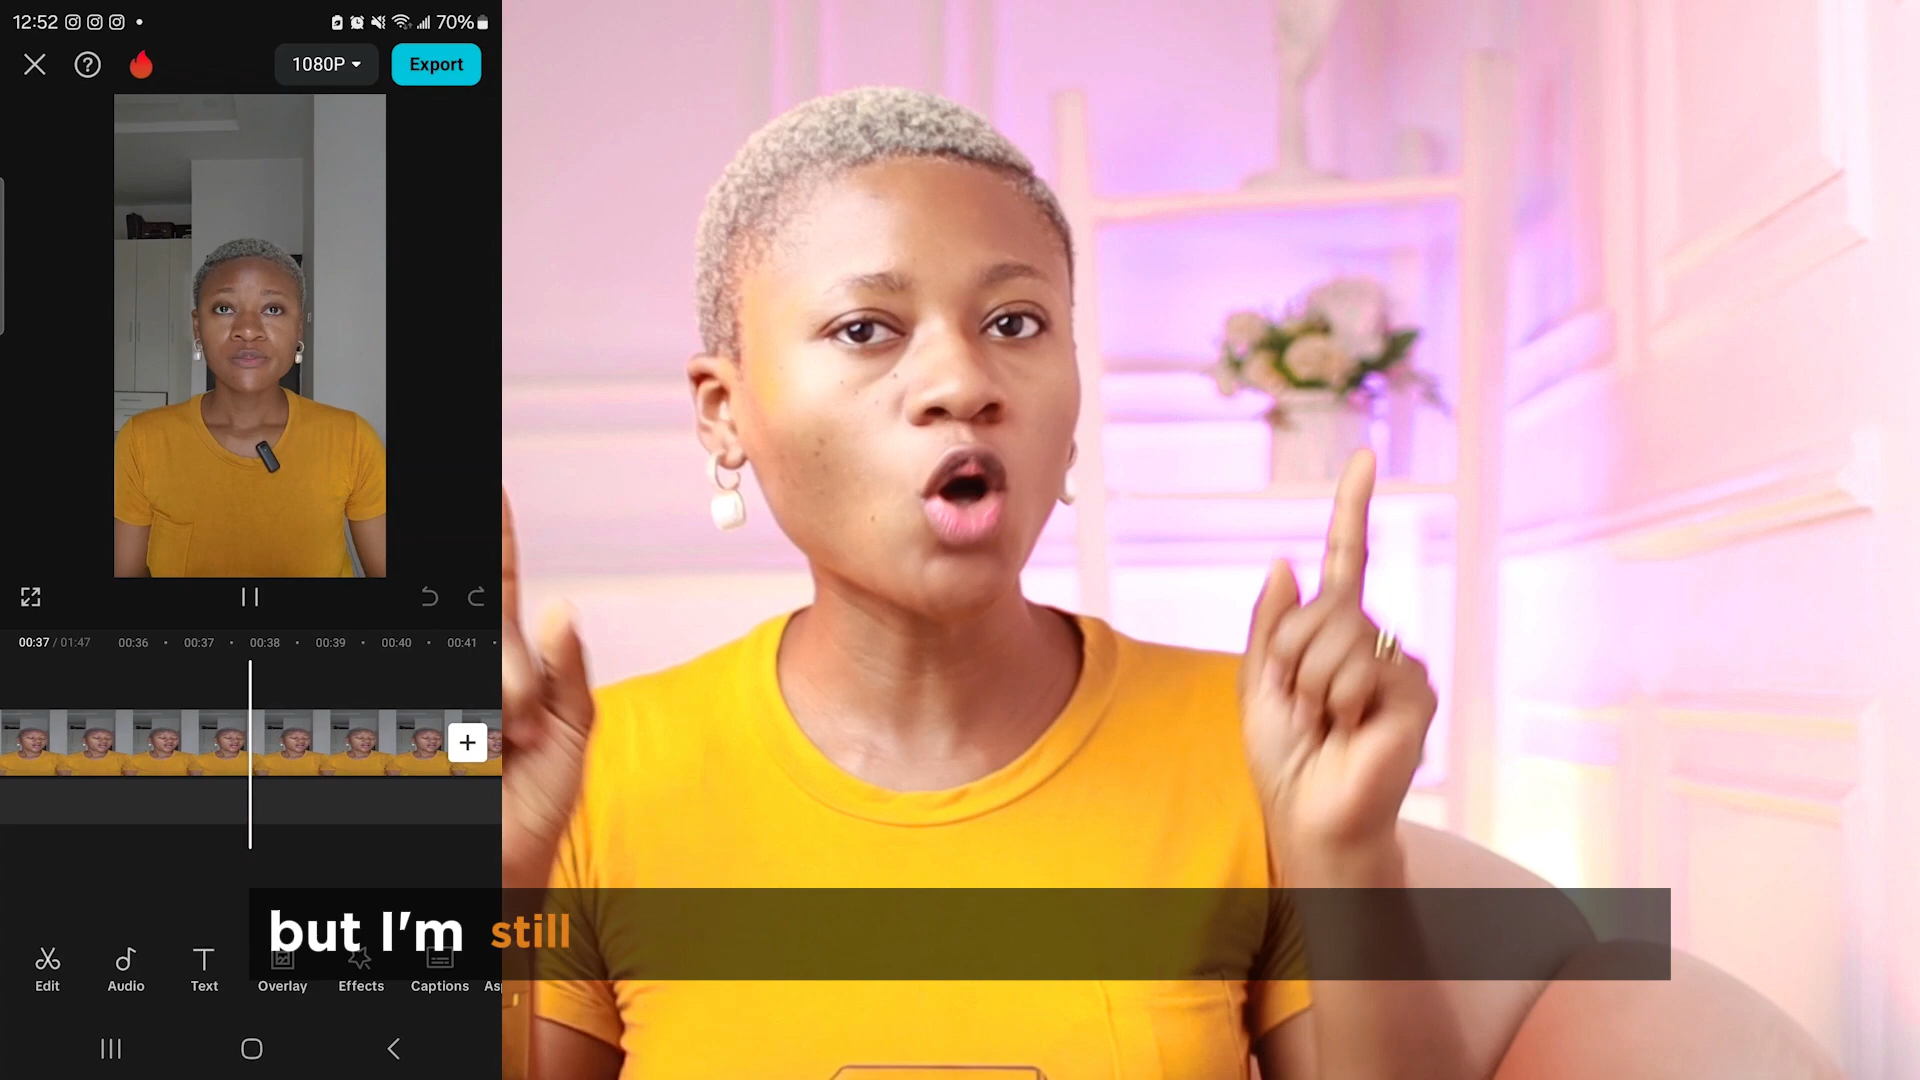 12:52 70%
1080P Export
00:37 / 01:47 00:36 00:37 00:38 00:39 00:40 00:41
but I'm still
Edit Audio Text Overlay Effects Captions As